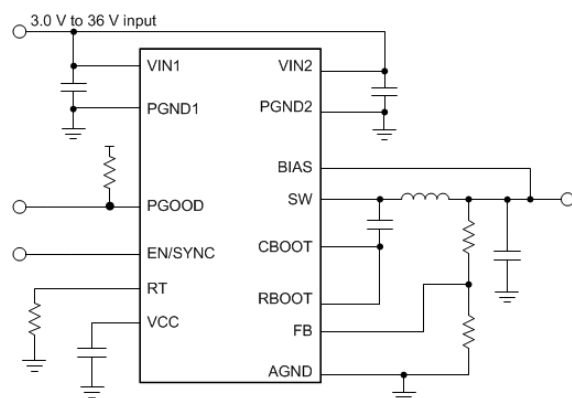 3.0 V to 36 V input
VIN1
VIN2
PGND1
PGND2
BIAS
SW
PGOOD
CBOOT
EN/SYNC
RT
RBOOT
VCC
FB
AGND